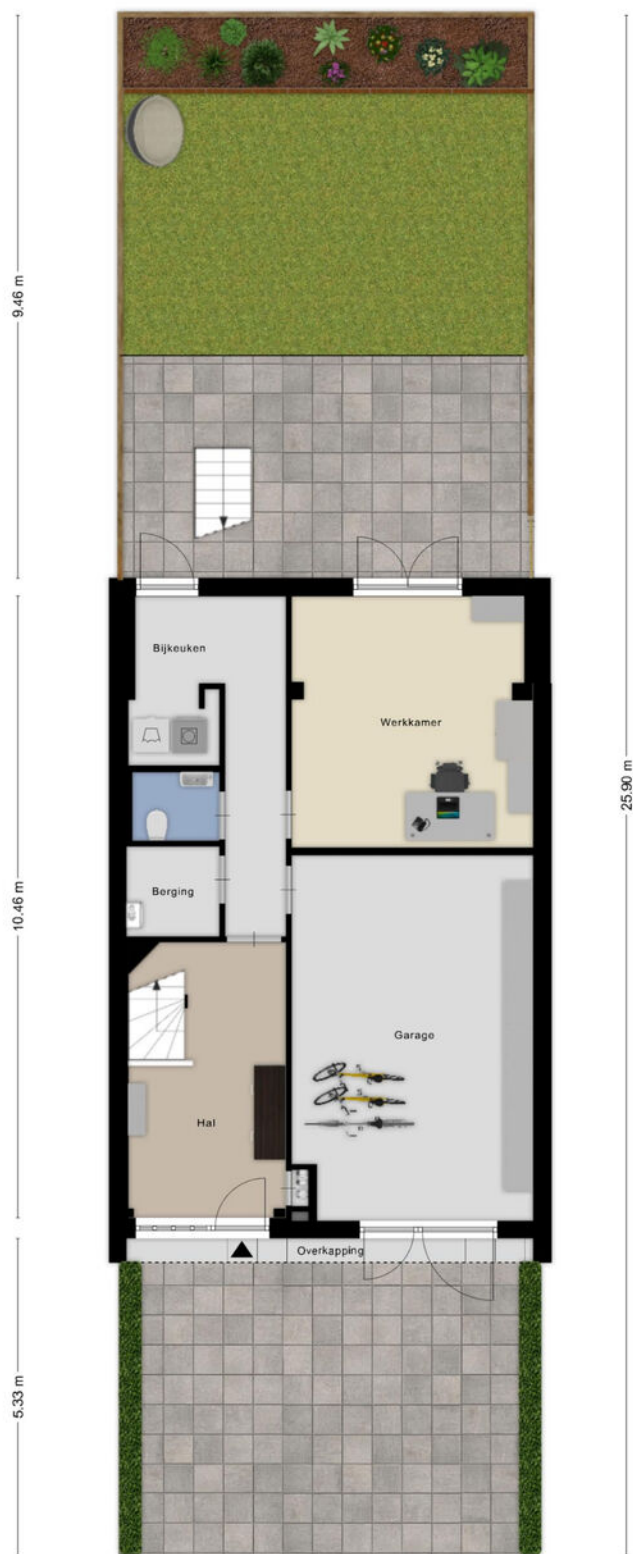 9.46 m
Bijkeuken
Werkkamer
25.90 m
Berging
10.46 m
Garage
Hal
Overkapping
5.33 m